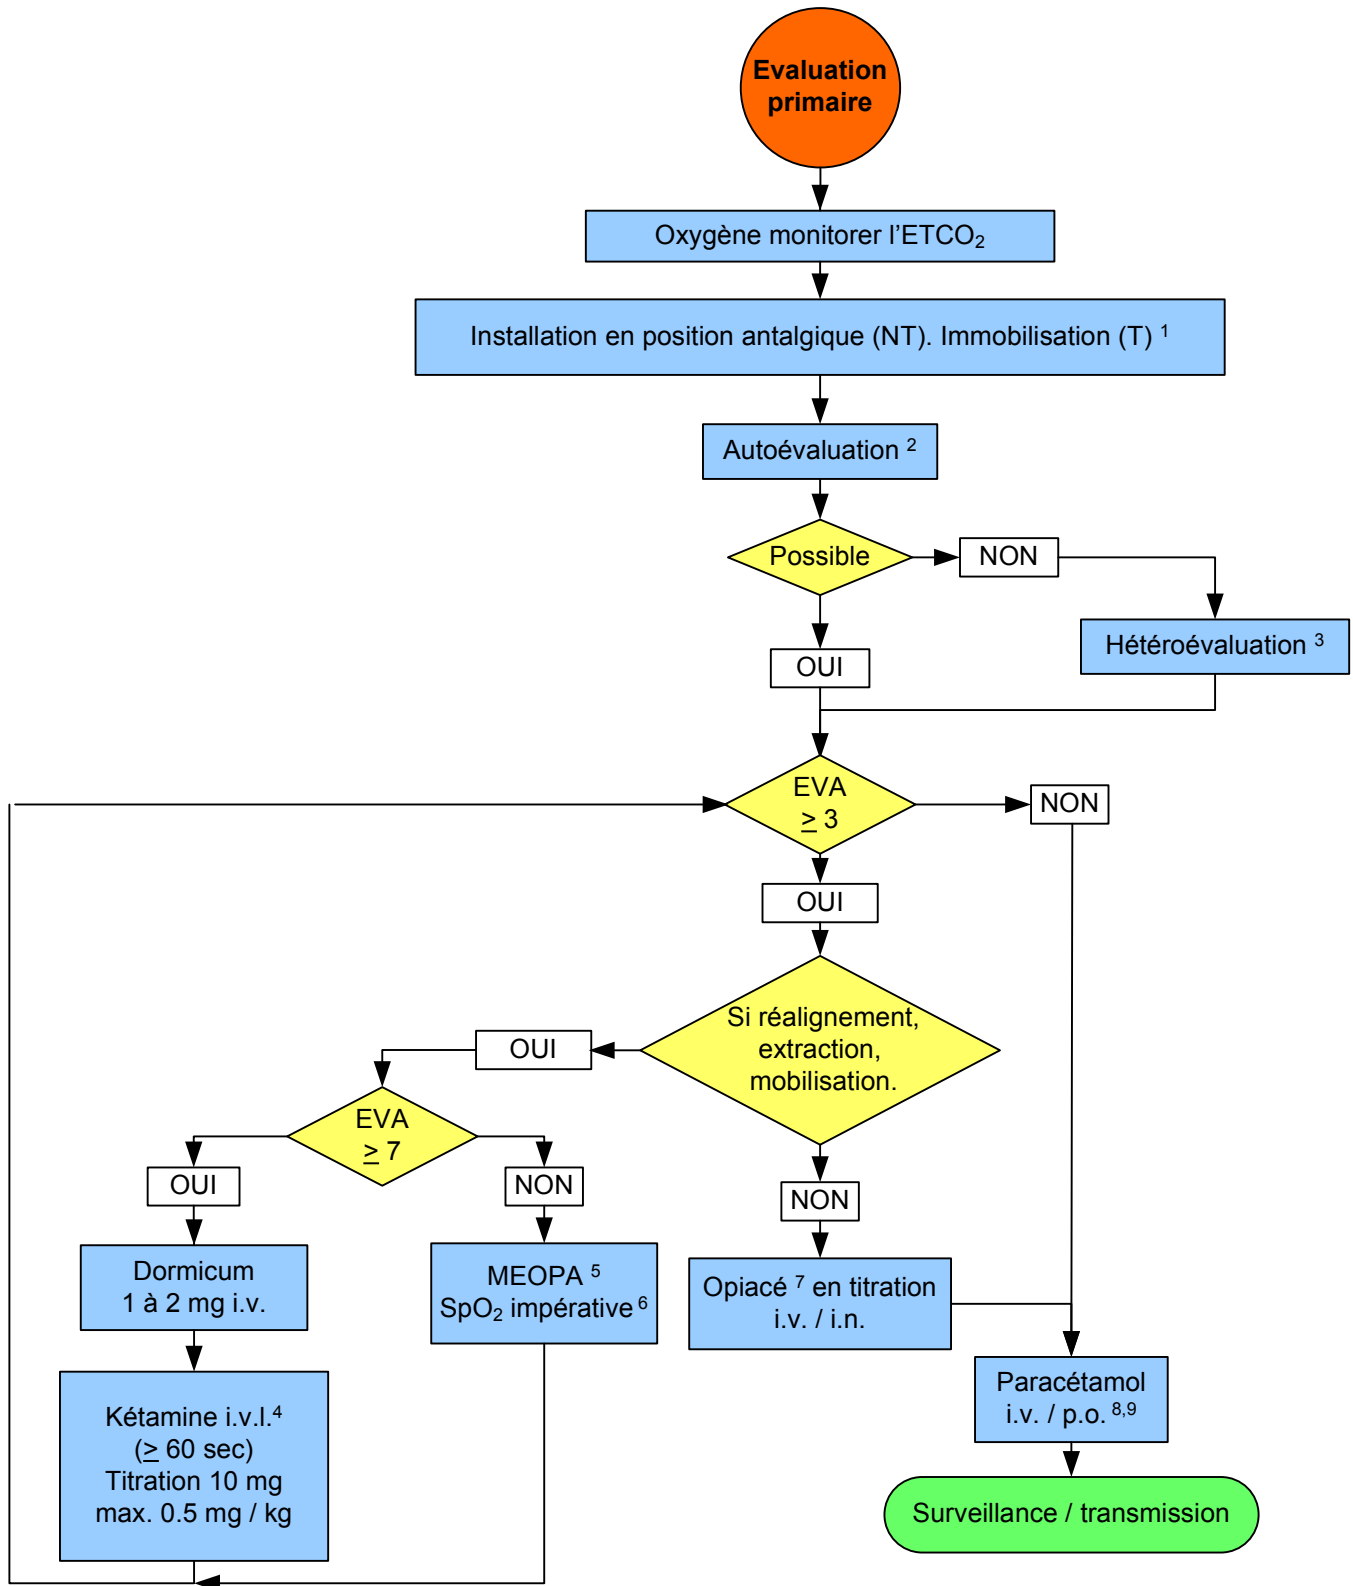 Evaluation
primaire
Oxygène monitorer l'ETCO₂
Installation en position antalgique (NT). Immobilisation (T) ¹
Autoévaluation ²
Possible
NON
OUI
Hétéroévaluation ³
EVA
≥ 3
NON
OUI
Si réalignement,
extraction,
mobilisation.
OUI
EVA
≥ 7
OUI
NON
NON
Dormicum
1 à 2 mg i.v.
MEOPA ⁵
SpO₂ impérative ⁶
Opiacé ⁷ en titration
i.v. / i.n.
Kétamine i.v.l.⁴
(≥ 60 sec)
Titration 10 mg
max. 0.5 mg / kg
Paracétamol
i.v. / p.o. ⁸,⁹
Surveillance / transmission